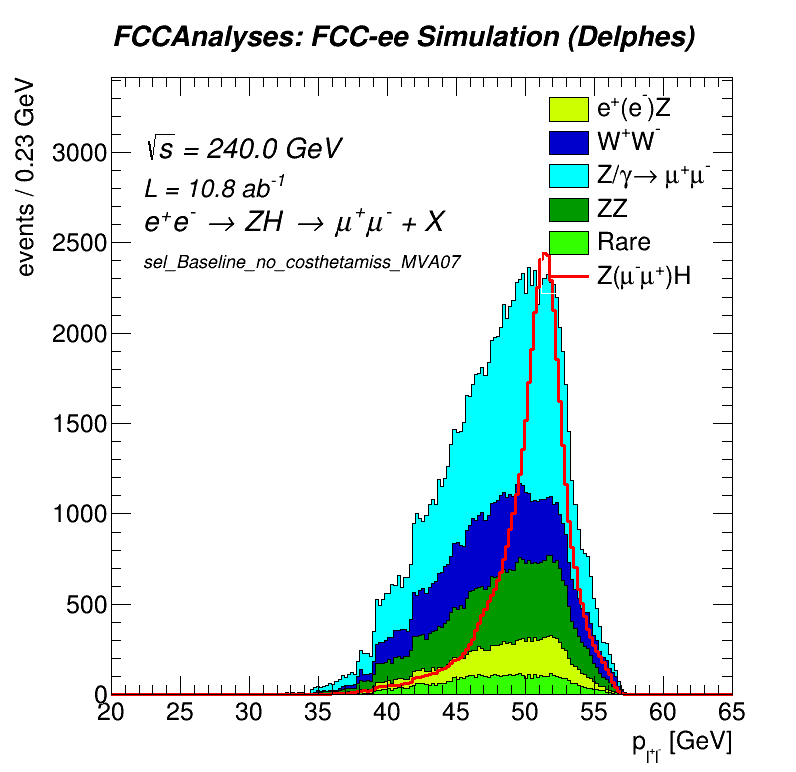 FCCAnalyses: FCC-ee Simulation (Delphes)
events / 0.23 GeV
√s = 240.0 GeV
L = 10.8 ab⁻¹
e⁺e⁻ → ZH → μ⁺μ⁻ + X
sel_Baseline_no_costhetamiss_MVA07
e⁺(e⁻)Z
W⁺W⁻
Z/γ→ μ⁺μ⁻
ZZ
Rare
Z(μ⁻μ⁺)H
3000
2500
2000
1500
1000
500
0
20 25 30 35 40 45 50 55 60 65
p_{l⁺l⁻} [GeV]